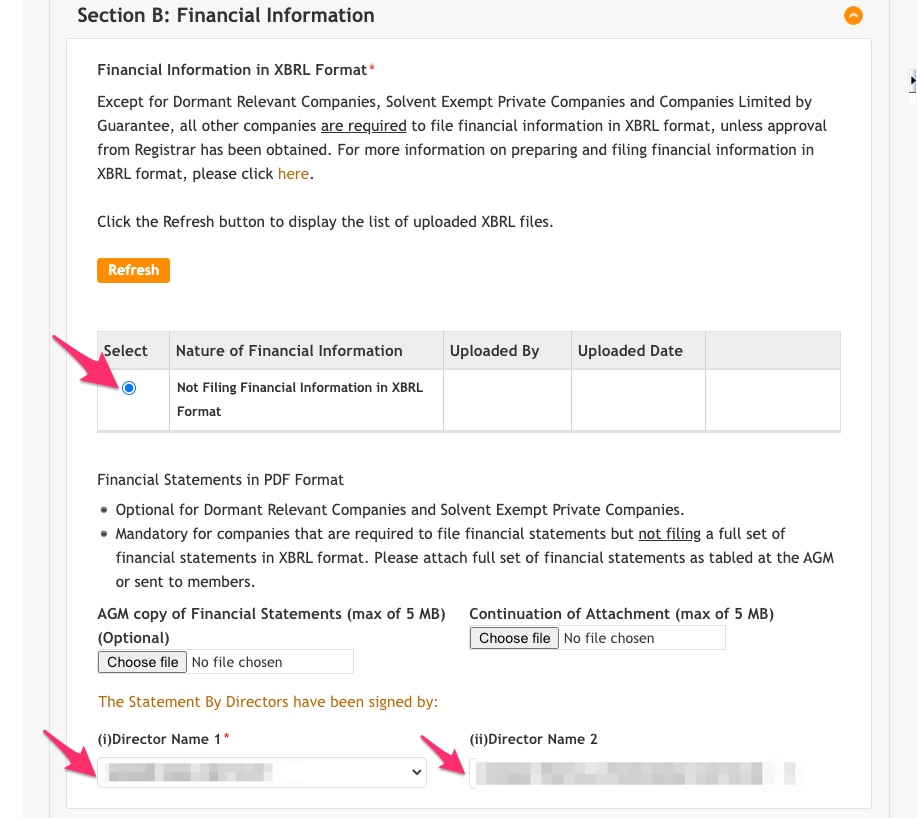 Section B: Financial Information
Financial Information in XBRL Format*
Except for Dormant Relevant Companies, Solvent Exempt Private Companies and Companies Limited by
Guarantee, all other companies are required to file financial information in XBRL format, unless approval
from Registrar has been obtained. For more information on preparing and filing financial information in
XBRL format, please click here.
Click the Refresh button to display the list of uploaded XBRL files.
Refresh
Select Nature of Financial Information Uploaded By Uploaded Date
Not Filing Financial Information in XBRL
Format
Financial Statements in PDF Format
• Optional for Dormant Relevant Companies and Solvent Exempt Private Companies.
• Mandatory for companies that are required to file financial statements but not filing a full set of
financial statements in XBRL format. Please attach full set of financial statements as tabled at the AGM
or sent to members.
AGM copy of Financial Statements (max of 5 MB)
(Optional)
Choose file No file chosen
Continuation of Attachment (max of 5 MB)
Choose file No file chosen
The Statement By Directors have been signed by:
(i)Director Name 1*
(ii)Director Name 2